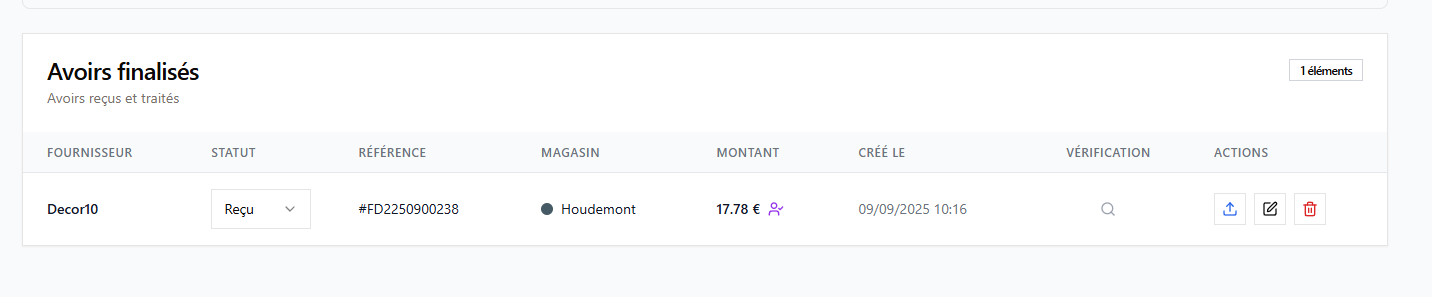 Avoirs finalisés
1 éléments
Avoirs reçus et traités
FOURNISSEUR STATUT RÉFÉRENCE MAGASIN MONTANT CRÉÉ LE VÉRIFICATION ACTIONS
Decor10 Reçu #FD2250900238 Houdemont 17.78 € 09/09/2025 10:16